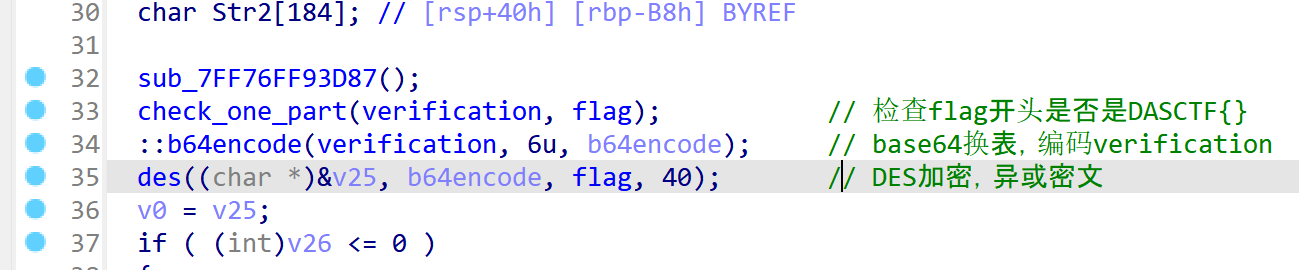 30 char Str2[184]; // [rsp+40h] [rbp-B8h] BYREF
31
32 sub_7FF76FF93D87();
33 check_one_part(verification, flag); // 检查flag开头是否是DASCTF{}
34 ::b64encode(verification, 6u, b64encode); // base64换表，编码verification
35 des((char *)&v25, b64encode, flag, 40); // DES加密，异或密文
36 v0 = v25;
37 if ( (int)v26 <= 0 )